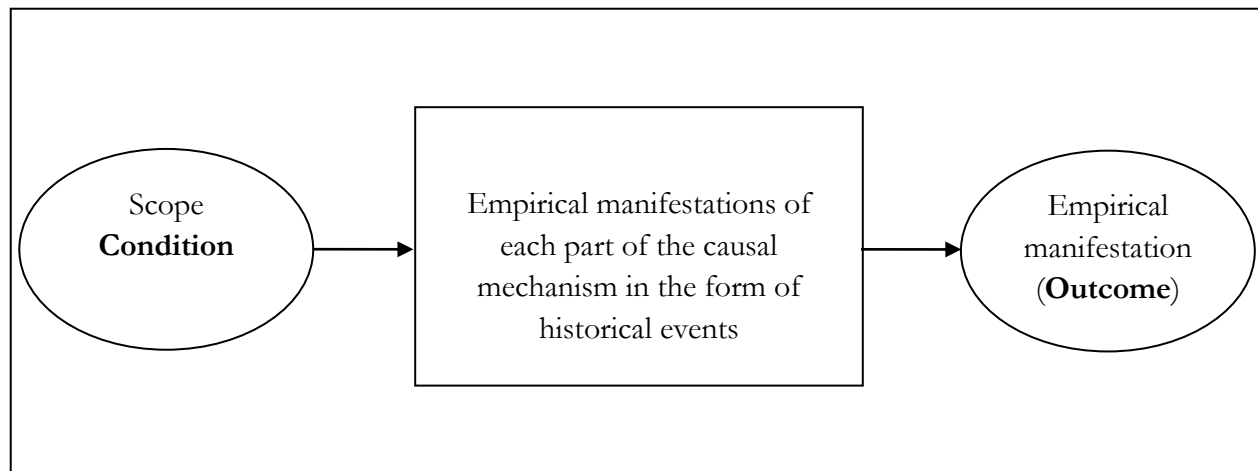 Scope
Condition
Empirical manifestations of
each part of the causal
mechanism in the form of
historical events
Empirical
manifestation
(Outcome)